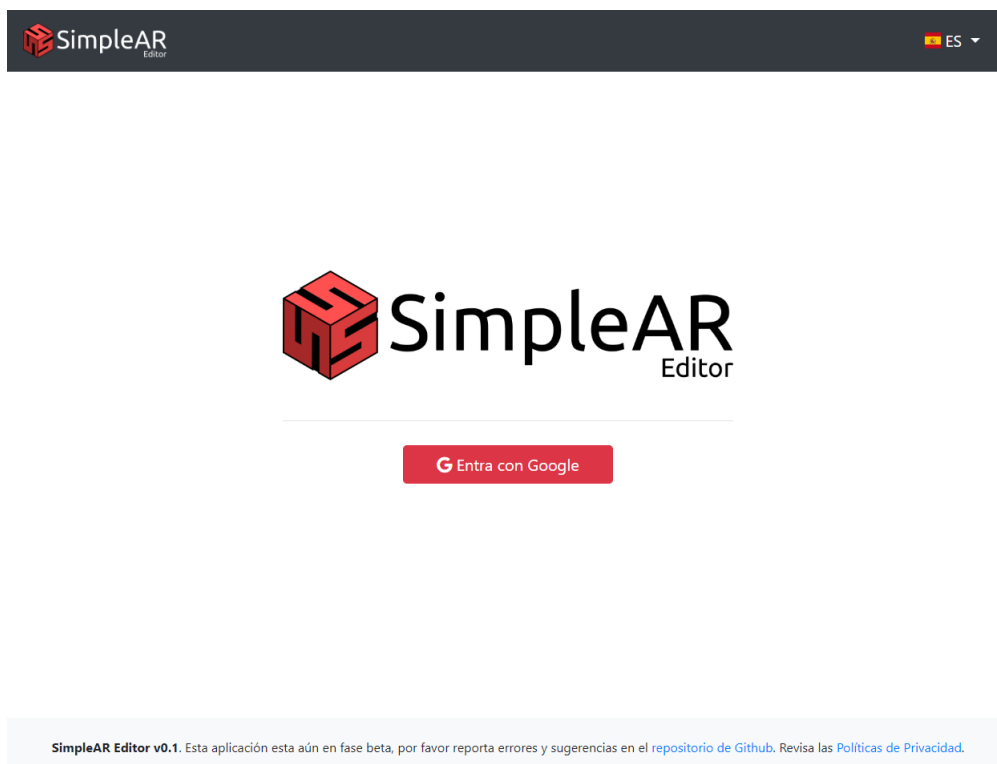 SimpleAR
Editor
ES
SimpleAR
Editor
Entra con Google
SimpleAR Editor v0.1. Esta aplicación esta aún en fase beta, por favor reporta errores y sugerencias en el repositorio de Github. Revisa las Políticas de Privacidad.